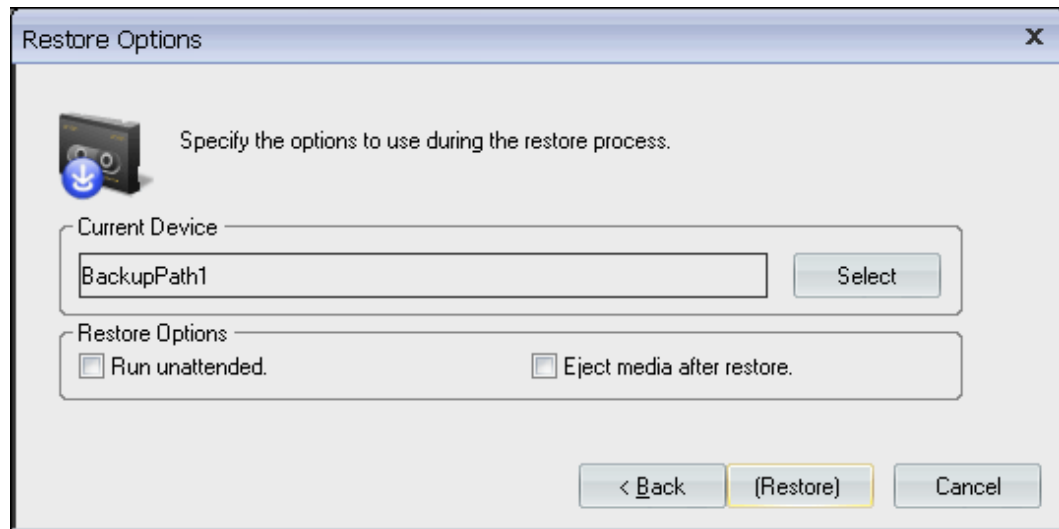 Restore Options
X
Specify the options to use during the restore process.
Current Device
BackupPath1
Select
Restore Options
Run unattended.
Eject media after restore.
< Back
(Restore)
Cancel